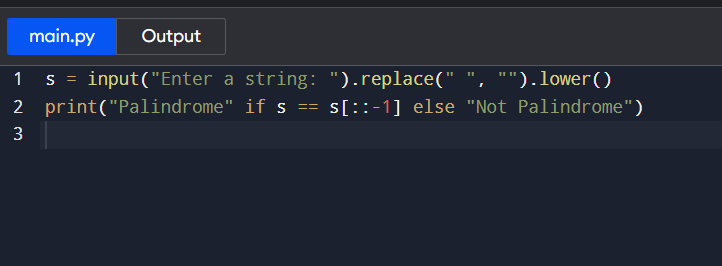 main.py Output
1 s = input("Enter a string: ").replace(" ", "").lower()
2 print("Palindrome" if s == s[::-1] else "Not Palindrome")
3